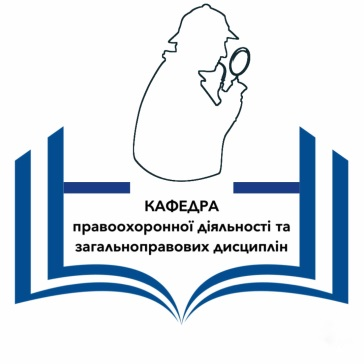 КАФЕДРА
правоохоронної діяльності та
загальноправових дисциплін